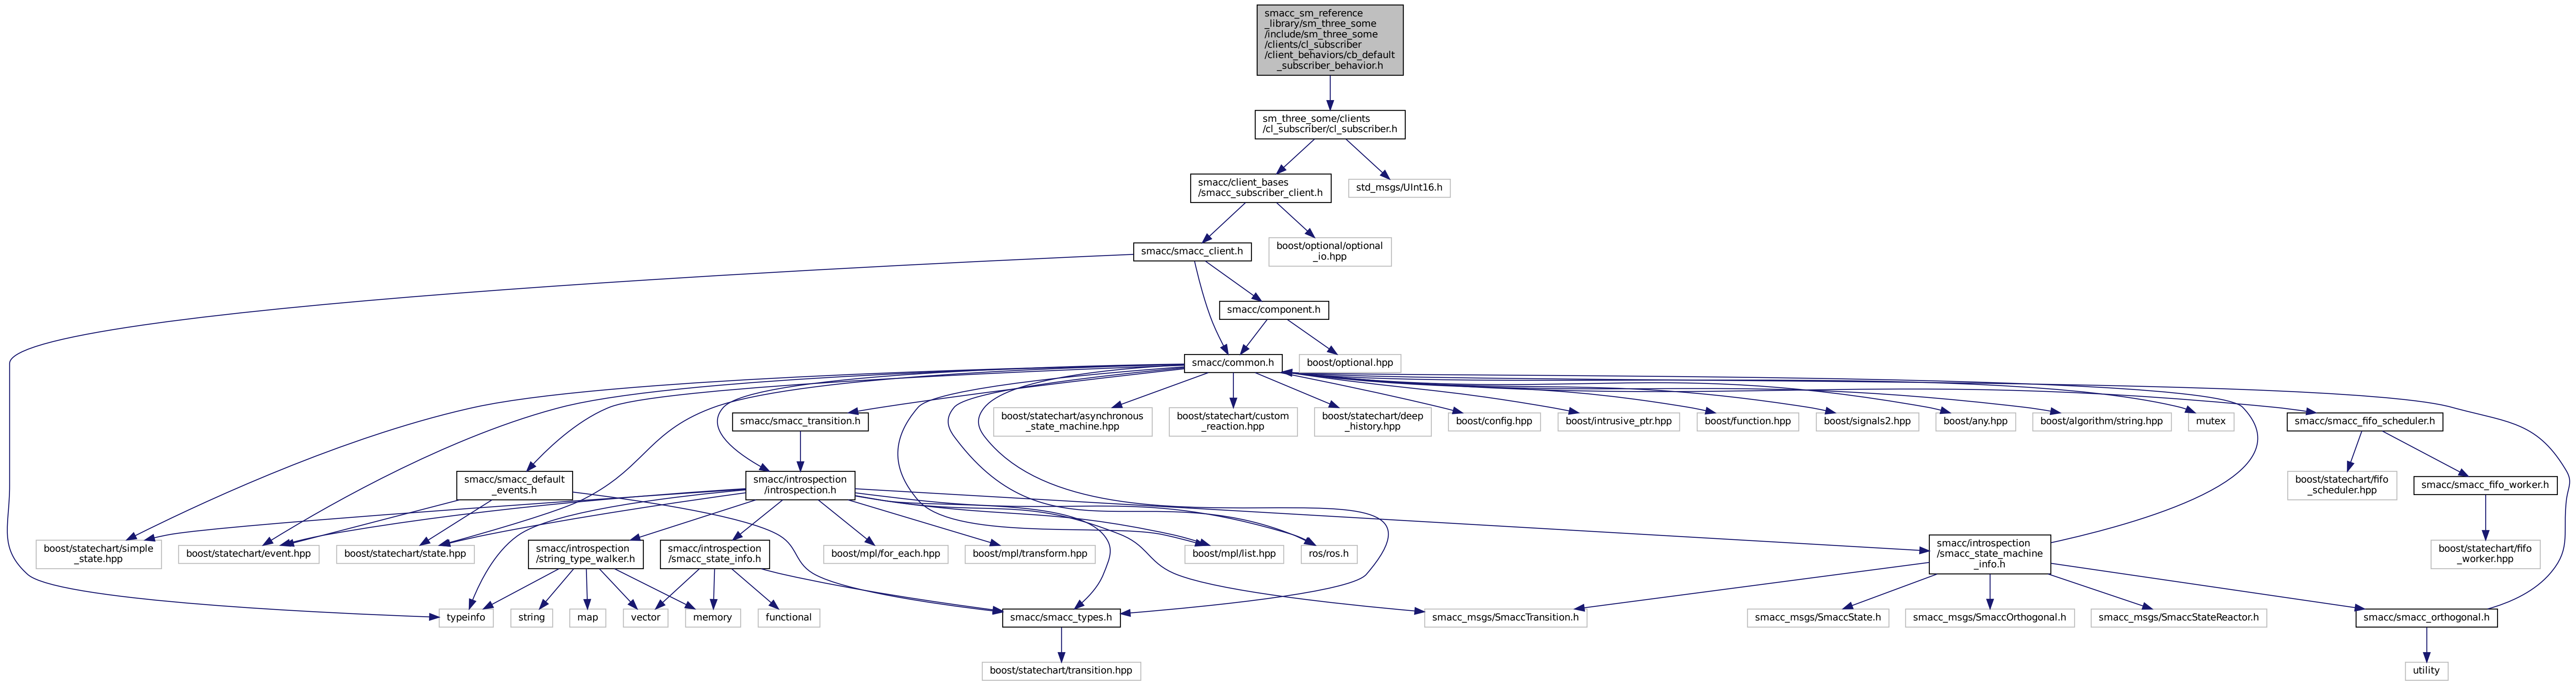 smacc_sm_reference
_library/sm_three_some
/include/sm_three_some
/clients/cl_subscriber
/client_behaviors/cb_default
_subscriber_behavior.h
sm_three_some/clients
/cl_subscriber/cl_subscriber.h
smacc/client_bases
/smacc_subscriber_client.h
std_msgs/UInt16.h
smacc/smacc_client.h
boost/optional/optional
_io.hpp
smacc/component.h
smacc/common.h
boost/optional.hpp
smacc/smacc_transition.h
boost/statechart/asynchronous
_state_machine.hpp
boost/statechart/custom
_reaction.hpp
boost/statechart/deep
_history.hpp
boost/config.hpp
boost/intrusive_ptr.hpp
boost/function.hpp
boost/signals2.hpp
boost/any.hpp
boost/algorithm/string.hpp
mutex
smacc/smacc_fifo_scheduler.h
smacc/smacc_default
_events.h
smacc/introspection
/introspection.h
boost/statechart/fifo
_scheduler.hpp
smacc/smacc_fifo_worker.h
boost/statechart/simple
_state.hpp
boost/statechart/event.hpp
boost/statechart/state.hpp
smacc/introspection
/string_type_walker.h
smacc/introspection
/smacc_state_info.h
boost/mpl/for_each.hpp
boost/mpl/transform.hpp
boost/mpl/list.hpp
ros/ros.h
smacc/introspection
/smacc_state_machine
_info.h
boost/statechart/fifo
_worker.hpp
typeinfo
string
map
vector
memory
functional
smacc/smacc_types.h
smacc_msgs/SmaccTransition.h
smacc_msgs/SmaccState.h
smacc_msgs/SmaccOrthogonal.h
smacc_msgs/SmaccStateReactor.h
smacc/smacc_orthogonal.h
boost/statechart/transition.hpp
utility